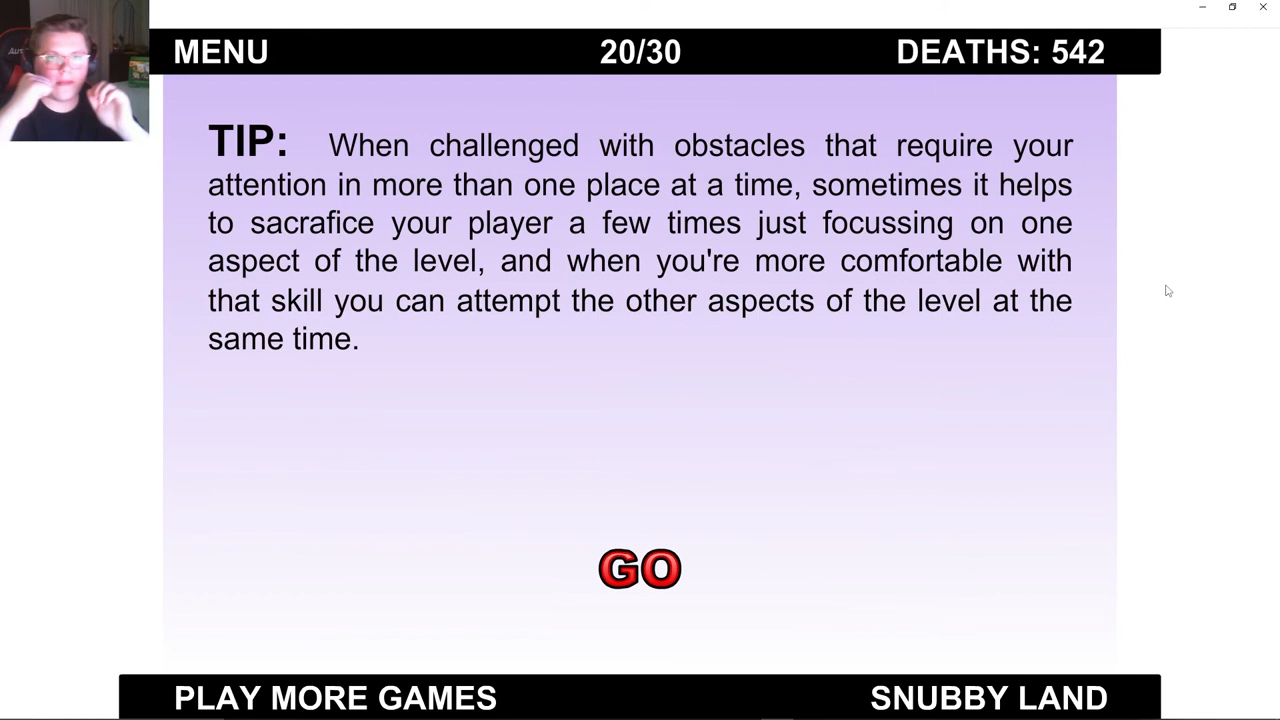 MENU 20/30 DEATHS: 542
TIP: When challenged with obstacles that require your
attention in more than one place at a time, sometimes it helps
to sacrafice your player a few times just focussing on one
aspect of the level, and when you're more comfortable with
that skill you can attempt the other aspects of the level at the
same time.
GO
PLAY MORE GAMES SNUBBY LAND